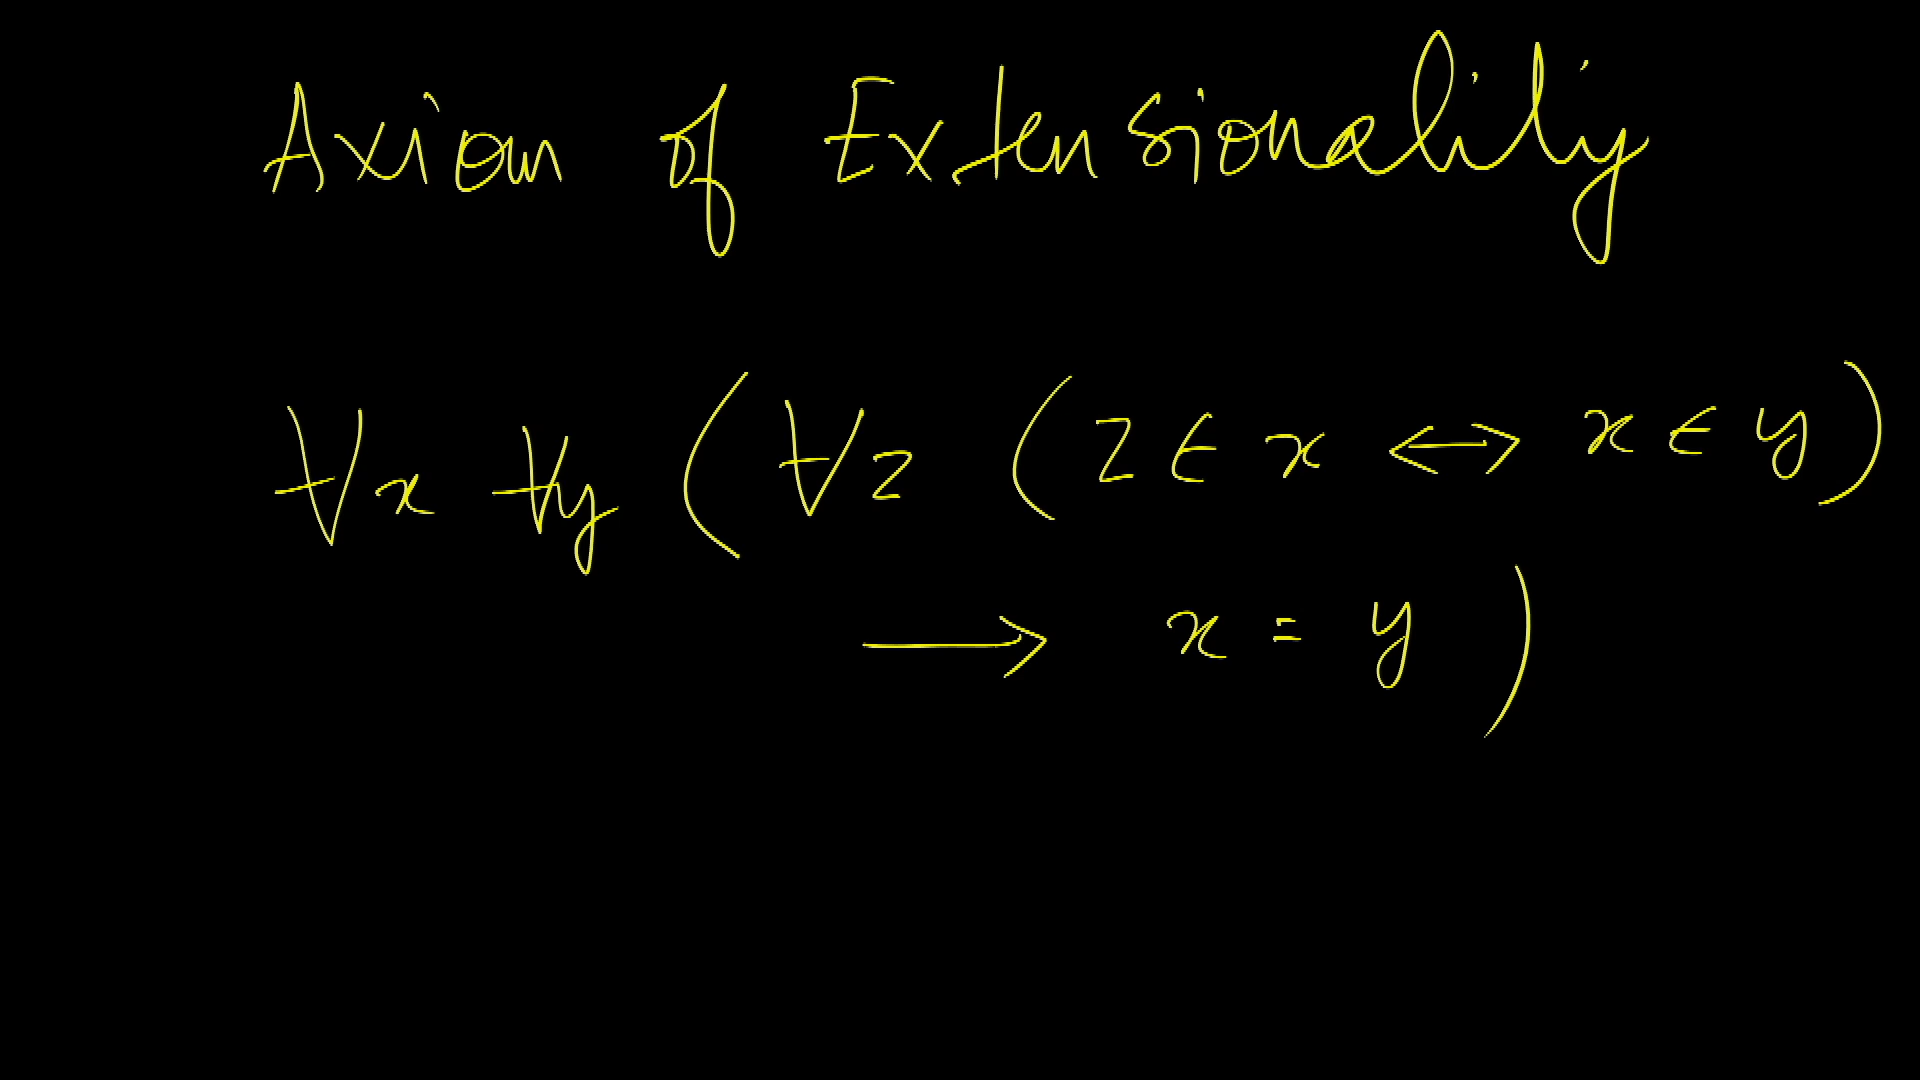 Axiom of Extensionality
∀x ∀y (∀z (z ∈ x ↔ x ∈ y)
→ x = y)